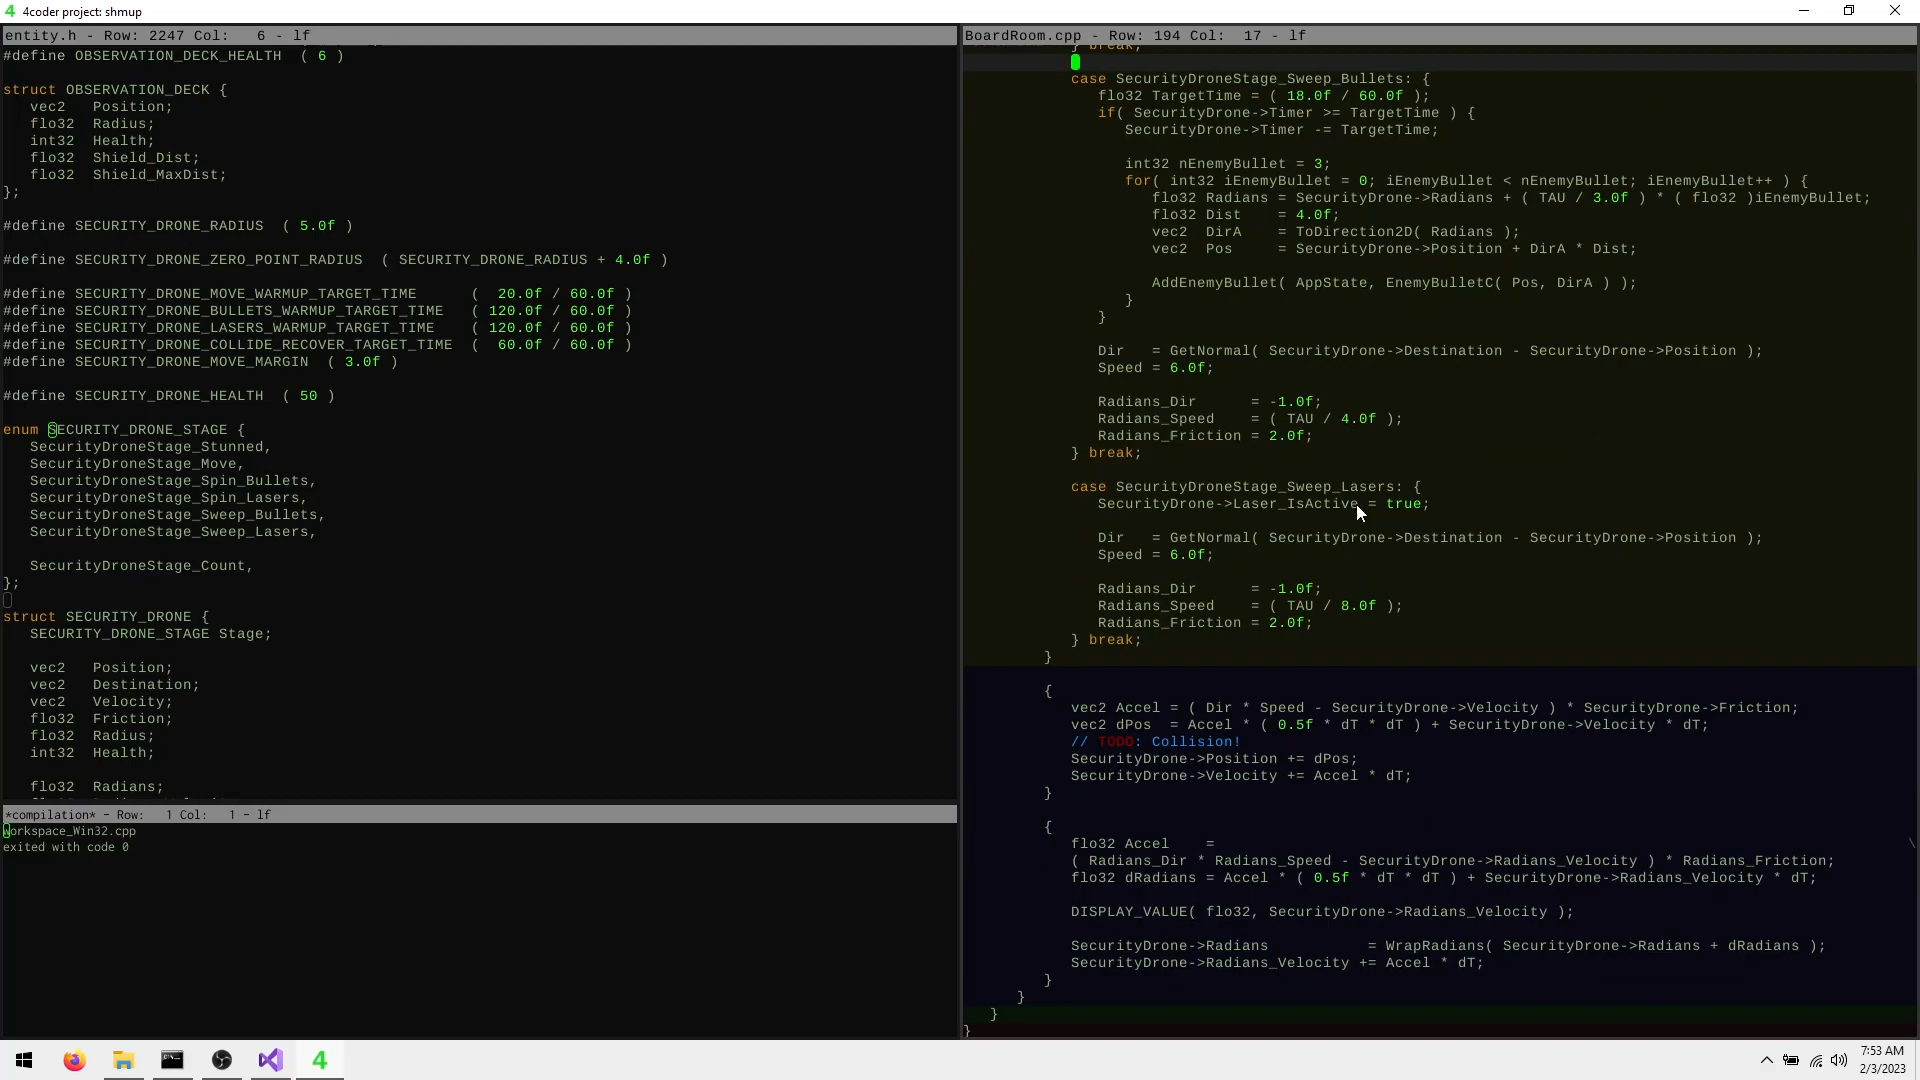 4 4coder project: shmup
entity.h - Row: 2247 Col:   6 - lf
#define OBSERVATION_DECK_HEALTH  ( 6 )
struct OBSERVATION_DECK {
vec2   Position;
flo32  Radius;
int32  Health;
flo32  Shield_Dist;
flo32  Shield_MaxDist;
};
#define SECURITY_DRONE_RADIUS  ( 5.0f )
#define SECURITY_DRONE_ZERO_POINT_RADIUS  ( SECURITY_DRONE_RADIUS + 4.0f )
#define SECURITY_DRONE_MOVE_WARMUP_TARGET_TIME      (  20.0f / 60.0f )
#define SECURITY_DRONE_BULLETS_WARMUP_TARGET_TIME   ( 120.0f / 60.0f )
#define SECURITY_DRONE_LASERS_WARMUP_TARGET_TIME    ( 120.0f / 60.0f )
#define SECURITY_DRONE_COLLIDE_RECOVER_TARGET_TIME  (  60.0f / 60.0f )
#define SECURITY_DRONE_MOVE_MARGIN  ( 3.0f )
#define SECURITY_DRONE_HEALTH  ( 50 )
enum SECURITY_DRONE_STAGE {
SecurityDroneStage_Stunned,
SecurityDroneStage_Move,
SecurityDroneStage_Spin_Bullets,
SecurityDroneStage_Spin_Lasers,
SecurityDroneStage_Sweep_Bullets,
SecurityDroneStage_Sweep_Lasers,
SecurityDroneStage_Count,
};
struct SECURITY_DRONE {
SECURITY_DRONE_STAGE Stage;
vec2   Position;
vec2   Destination;
vec2   Velocity;
flo32  Friction;
flo32  Radius;
int32  Health;
flo32  Radians;
*compilation* - Row:   1 Col:   1 - lf
workspace_Win32.cpp
exited with code 0
BoardRoom.cpp - Row: 194 Col:  17 - lf
} break;
case SecurityDroneStage_Sweep_Bullets: {
flo32 TargetTime = ( 18.0f / 60.0f );
if( SecurityDrone->Timer >= TargetTime ) {
SecurityDrone->Timer -= TargetTime;
int32 nEnemyBullet = 3;
for( int32 iEnemyBullet = 0; iEnemyBullet < nEnemyBullet; iEnemyBullet++ ) {
flo32 Radians = SecurityDrone->Radians + ( TAU / 3.0f ) * ( flo32 )iEnemyBullet;
flo32 Dist    = 4.0f;
vec2  DirA    = ToDirection2D( Radians );
vec2  Pos     = SecurityDrone->Position + DirA * Dist;
AddEnemyBullet( AppState, EnemyBulletC( Pos, DirA ) );
}
}
Dir   = GetNormal( SecurityDrone->Destination - SecurityDrone->Position );
Speed = 6.0f;
Radians_Dir      = -1.0f;
Radians_Speed    = ( TAU / 4.0f );
Radians_Friction = 2.0f;
} break;
case SecurityDroneStage_Sweep_Lasers: {
SecurityDrone->Laser_IsActive = true;
Dir   = GetNormal( SecurityDrone->Destination - SecurityDrone->Position );
Speed = 6.0f;
Radians_Dir      = -1.0f;
Radians_Speed    = ( TAU / 8.0f );
Radians_Friction = 2.0f;
} break;
}
{
vec2 Accel = ( Dir * Speed - SecurityDrone->Velocity ) * SecurityDrone->Friction;
vec2 dPos  = Accel * ( 0.5f * dT * dT ) + SecurityDrone->Velocity * dT;
// TODO: Collision!
SecurityDrone->Position += dPos;
SecurityDrone->Velocity += Accel * dT;
}
{
flo32 Accel    = \
( Radians_Dir * Radians_Speed - SecurityDrone->Radians_Velocity ) * Radians_Friction;
flo32 dRadians = Accel * ( 0.5f * dT * dT ) + SecurityDrone->Radians_Velocity * dT;
DISPLAY_VALUE( flo32, SecurityDrone->Radians_Velocity );
SecurityDrone->Radians           = WrapRadians( SecurityDrone->Radians + dRadians );
SecurityDrone->Radians_Velocity += Accel * dT;
}
}
}
}
4
7:53 AM
2/3/2023